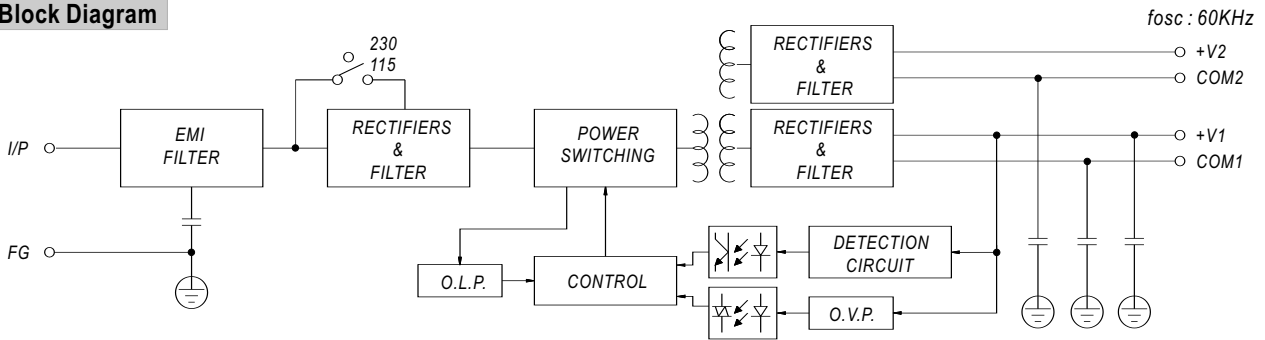 Block Diagram
fosc : 60KHz
230
115
I/P
EMI
FILTER
RECTIFIERS
&
FILTER
POWER
SWITCHING
RECTIFIERS
&
FILTER
+V2
COM2
RECTIFIERS
&
FILTER
+V1
COM1
FG
O.L.P.
CONTROL
DETECTION
CIRCUIT
O.V.P.